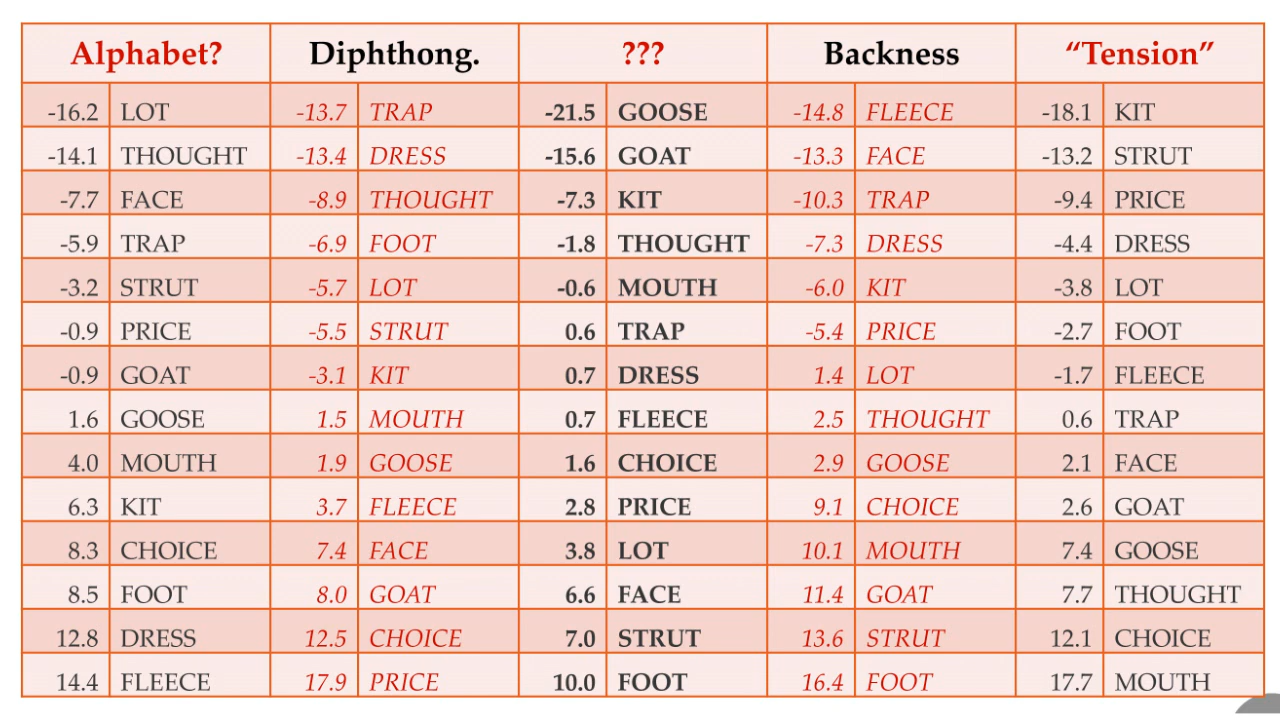 Alphabet? Diphthong. ??? Backness “Tension”
-16.2 LOT -13.7 TRAP -21.5 GOOSE -14.8 FLEECE -18.1 KIT
-14.1 THOUGHT -13.4 DRESS -15.6 GOAT -13.3 FACE -13.2 STRUT
-7.7 FACE -8.9 THOUGHT -7.3 KIT -10.3 TRAP -9.4 PRICE
-5.9 TRAP -6.9 FOOT -1.8 THOUGHT -7.3 DRESS -4.4 DRESS
-3.2 STRUT -5.7 LOT -0.6 MOUTH -6.0 KIT -3.8 LOT
-0.9 PRICE -5.5 STRUT 0.6 TRAP -5.4 PRICE -2.7 FOOT
-0.9 GOAT -3.1 KIT 0.7 DRESS 1.4 LOT -1.7 FLEECE
1.6 GOOSE 1.5 MOUTH 0.7 FLEECE 2.5 THOUGHT 0.6 TRAP
4.0 MOUTH 1.9 GOOSE 1.6 CHOICE 2.9 GOOSE 2.1 FACE
6.3 KIT 3.7 FLEECE 2.8 PRICE 9.1 CHOICE 2.6 GOAT
8.3 CHOICE 7.4 FACE 3.8 LOT 10.1 MOUTH 7.4 GOOSE
8.5 FOOT 8.0 GOAT 6.6 FACE 11.4 GOAT 7.7 THOUGHT
12.8 DRESS 12.5 CHOICE 7.0 STRUT 13.6 STRUT 12.1 CHOICE
14.4 FLEECE 17.9 PRICE 10.0 FOOT 16.4 FOOT 17.7 MOUTH